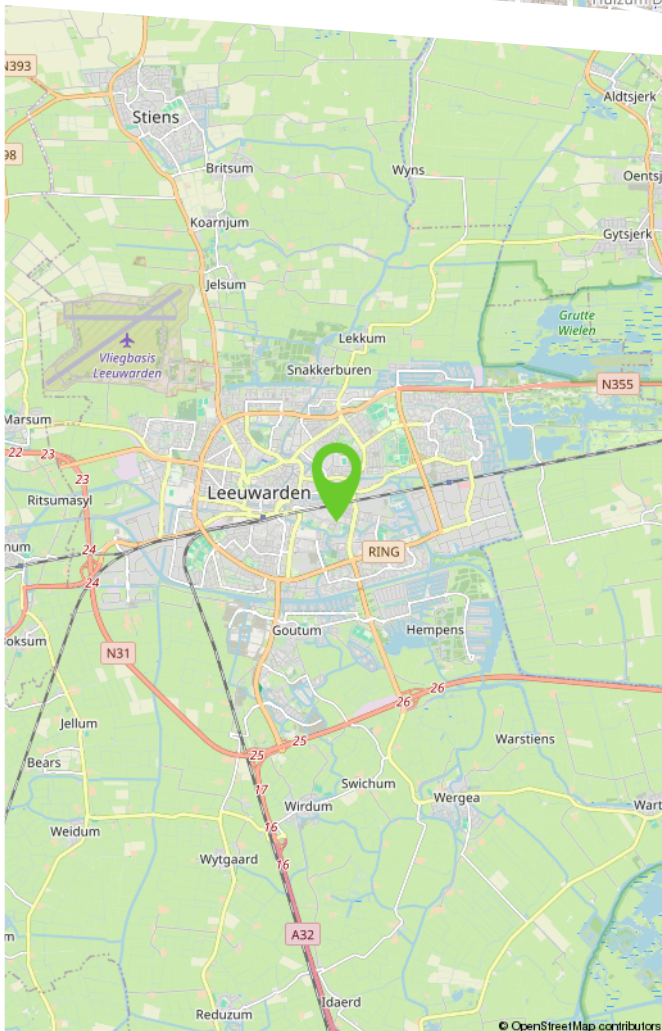 N393
Aldtsjerk
Stiens
98
Britsum
Wyns
Koarnjum
Gytsjerk
Jelsum
Grutte
Wielen
Lekkum
Vliegbasis
Leeuwarden
Snakkerburen
N355
Marsum
22
23
23
Leeuwarden
Ritsumasyl
24
RING
24
Goutum
Hempens
N31
26
26
Jellum
25
25
Warstiens
Bears
17
Swichum
Wergea
Wirdum
16
Weidum
Wytgaard
16
A32
Idaerd
Reduzum
© OpenStreetMap contributors